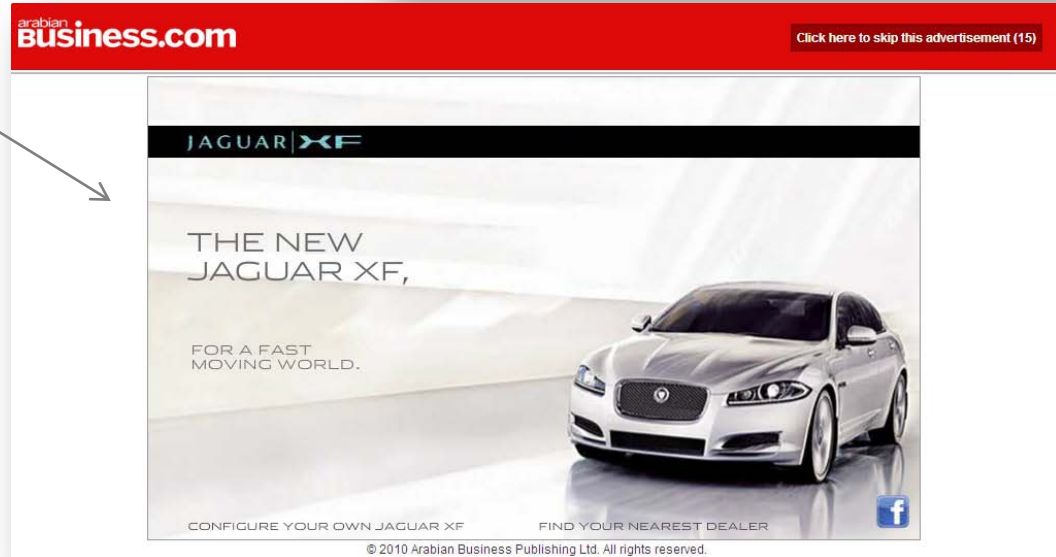 arabian
Business.com
Click here to skip this advertisement (15)
JAGUAR XF
THE NEW
JAGUAR XF,
FOR A FAST
MOVING WORLD.
f
CONFIGURE YOUR OWN JAGUAR XF
FIND YOUR NEAREST DEALER
© 2010 Arabian Business Publishing Ltd. All rights reserved.